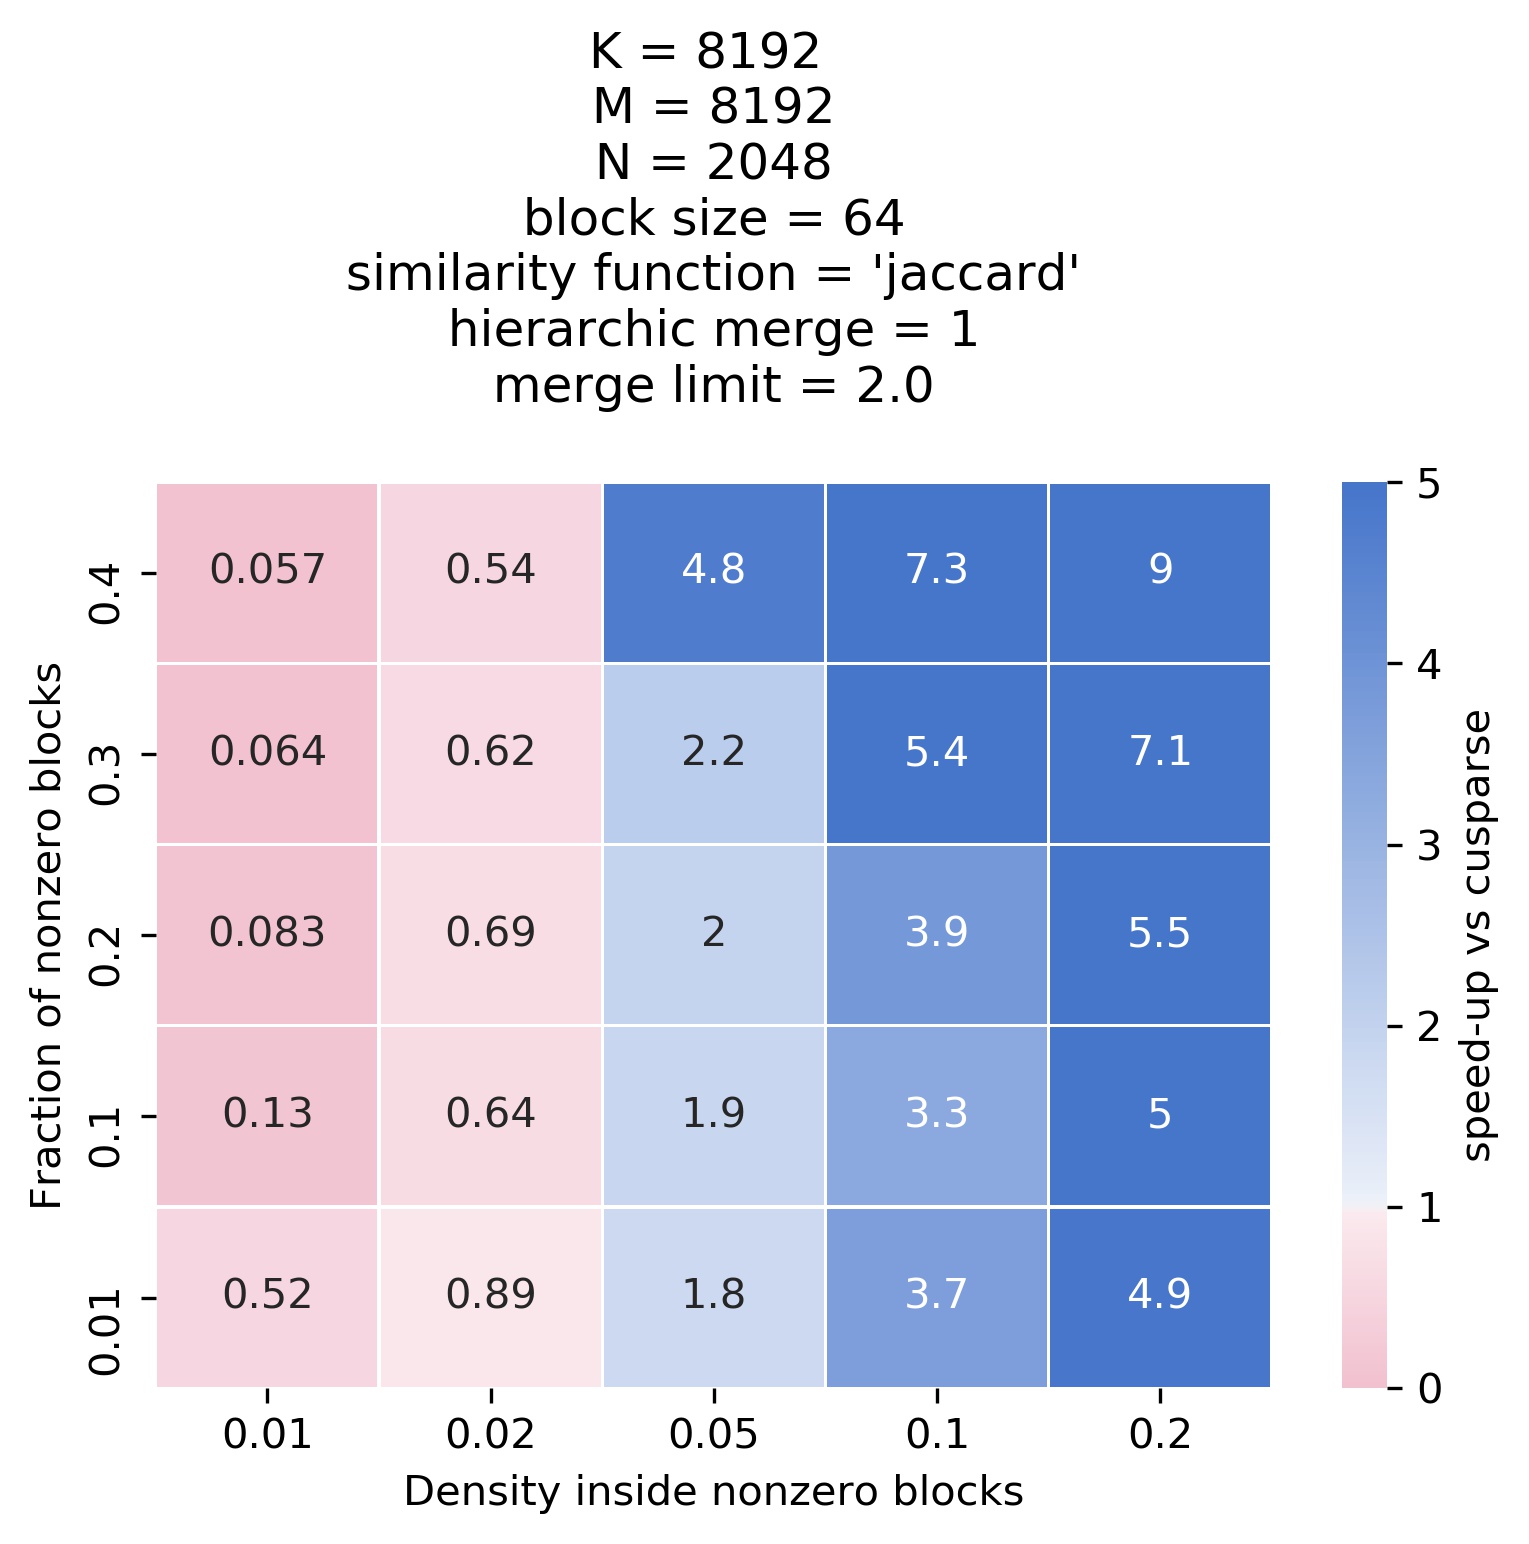 K = 8192
M = 8192
N = 2048
block size = 64
similarity function = 'jaccard'
hierarchic merge = 1
merge limit = 2.0
Fraction of nonzero blocks
0.4
0.057 0.54 4.8 7.3 9
0.3
0.064 0.62 2.2 5.4 7.1
0.2
0.083 0.69 2 3.9 5.5
0.1
0.13 0.64 1.9 3.3 5
0.01
0.52 0.89 1.8 3.7 4.9
0.01 0.02 0.05 0.1 0.2
Density inside nonzero blocks
5
4
3
2
1
0
speed-up vs cusparse